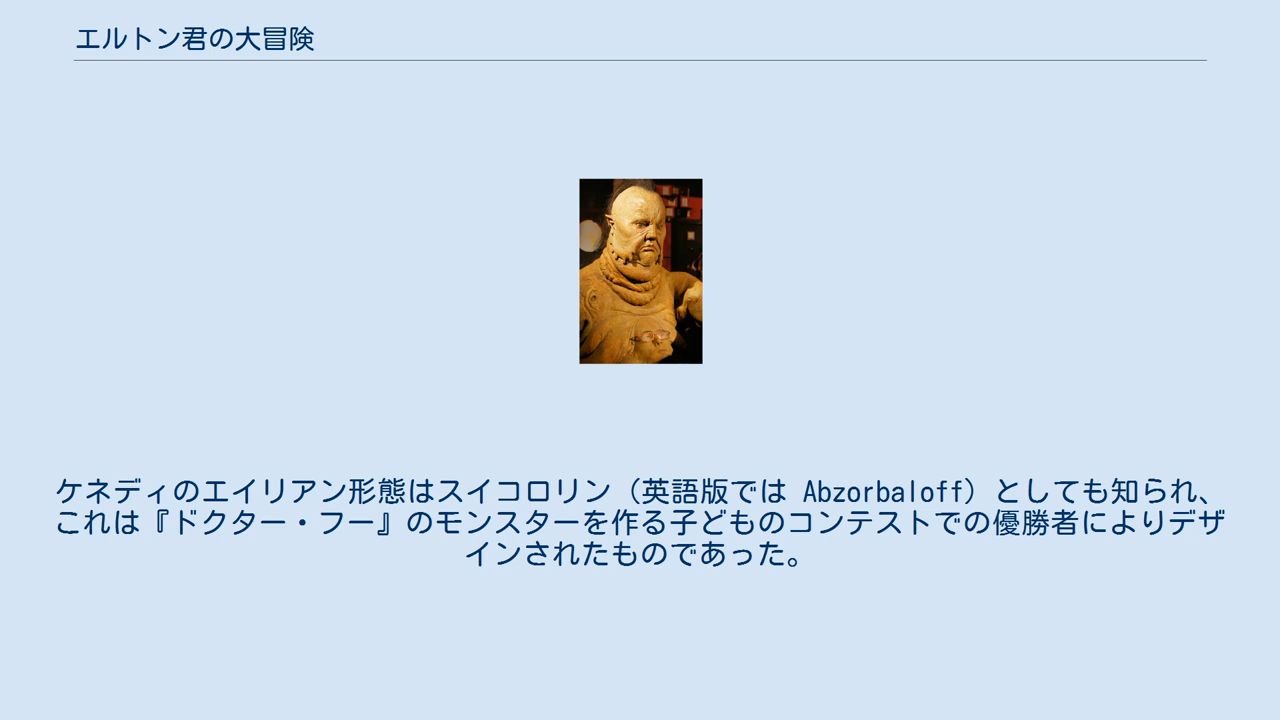 エルトン君の大冒険
ケネディのエイリアン形態はスイコロリン（英語版では Abzorbaloff）としても知られ、
これは『ドクター・フー』のモンスターを作る子どものコンテストでの優勝者によりデザ
インされたものであった。